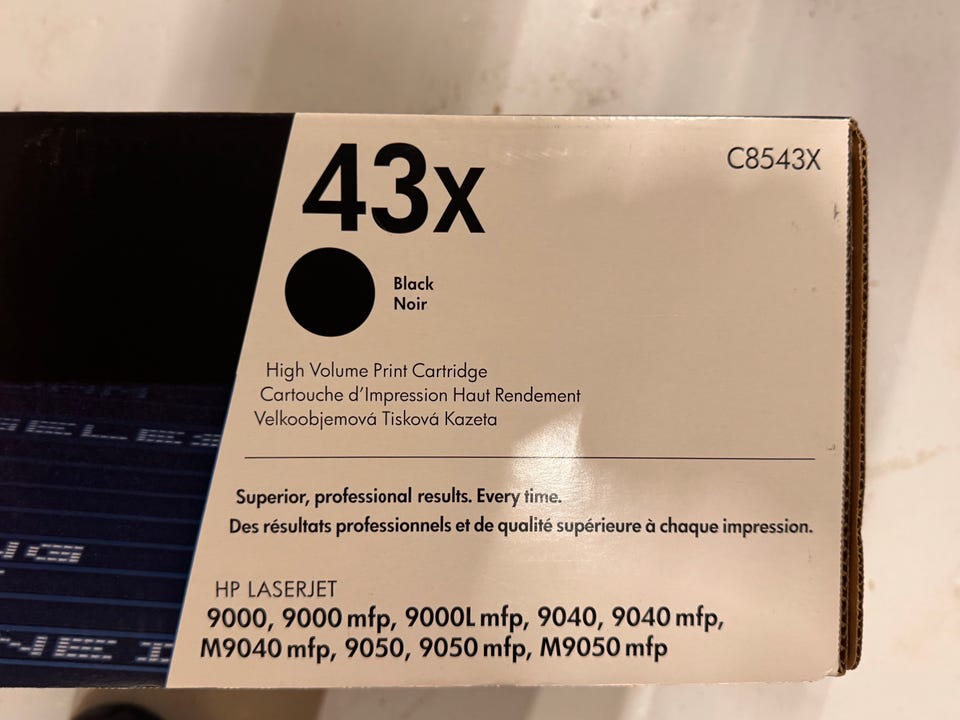 43X
C8543X
Black
Noir
High Volume Print Cartridge
Cartouche d'Impression Haut Rendement
Velkoobjemová Tisková Kazeta
Superior, professional results. Every time.
Des résultats professionnels et de qualité supérieure à chaque impression.
HP LASERJET
9000, 9000 mfp, 9000L mfp, 9040, 9040 mfp,
M9040 mfp, 9050, 9050 mfp, M9050 mfp